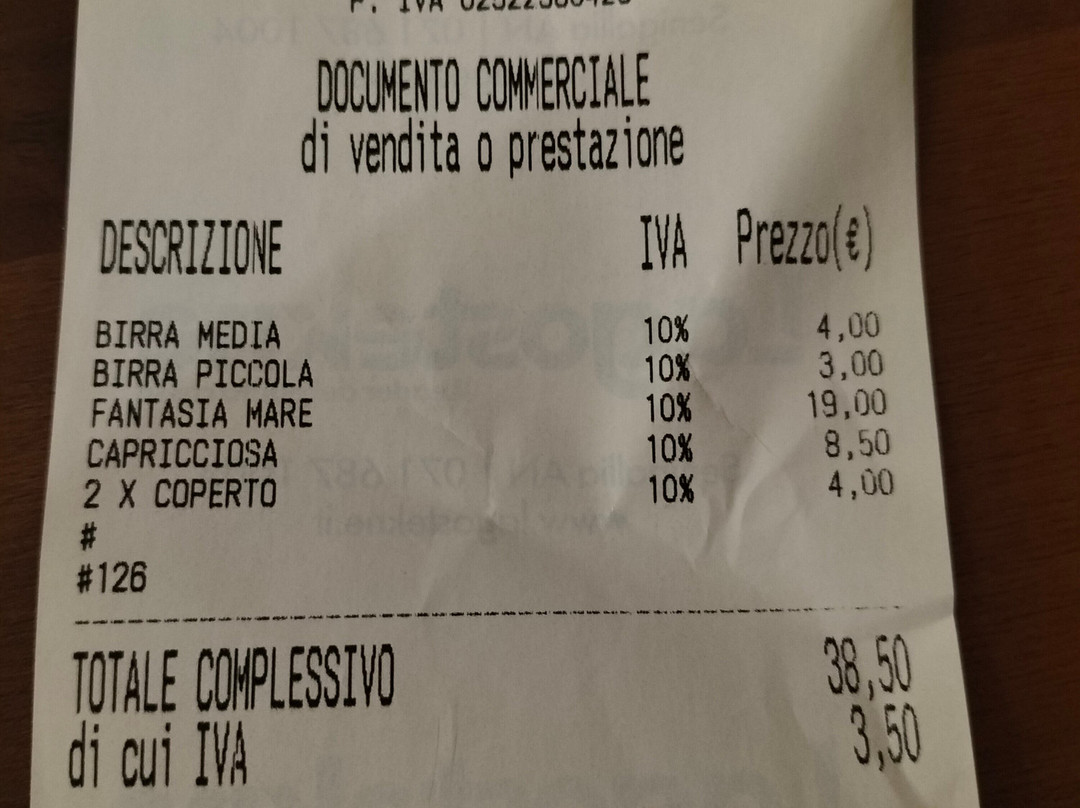 DOCUMENTO COMMERCIALE
di vendita o prestazione
DESCRIZIONE IVA Prezzo(€)
BIRRA MEDIA 10% 4,00
BIRRA PICCOLA 10% 3,00
FANTASIA MARE 10% 19,00
CAPRICCIOSA 10% 8,50
2 X COPERTO 10% 4,00
#
#126
TOTALE COMPLESSIVO 38,50
di cui IVA 3,50